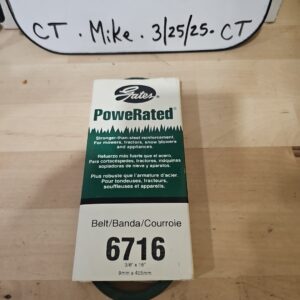 CT. Mike. 3/25/25. CT
Gates®
PoweRated®
Stronger-than-steel reinforcement.
For mowers, tractors, snow blowers
and appliances.
Refuerzo más fuerte que el acero.
Para cortacéspedes, tractores, máquinas
sopladoras de nieve y aparatos.
Plus robuste que l'armature d'acier.
Pour tondeuses, tracteurs,
souffleuses et appareils.
Belt/Banda/Courroie
6716
3/8" x 16"
9mm x 405mm